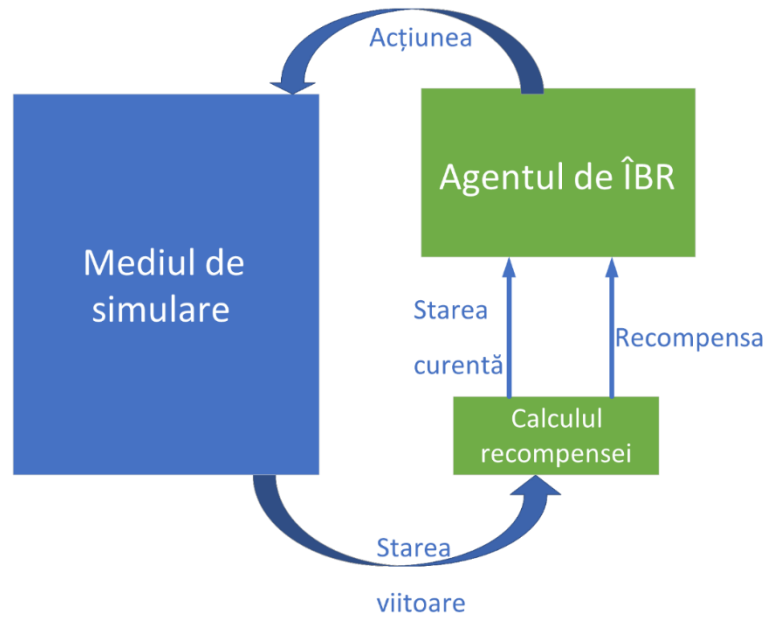 Acțiunea
Agentul de ÎBR
Mediul de
simulare
Starea
curentă
Recompensa
Calculul
recompensei
Starea
viitoare